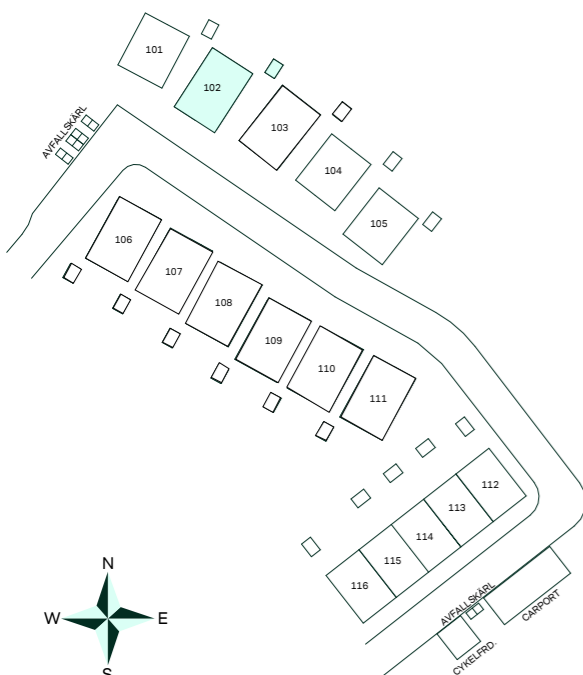 101
102
103
104
105
AVFALLSKÄRL
106
107
108
109
110
111
112
113
114
115
116
AVFALLSKÄRL
CARPORT
CYKELFRD.
N
W
E
S